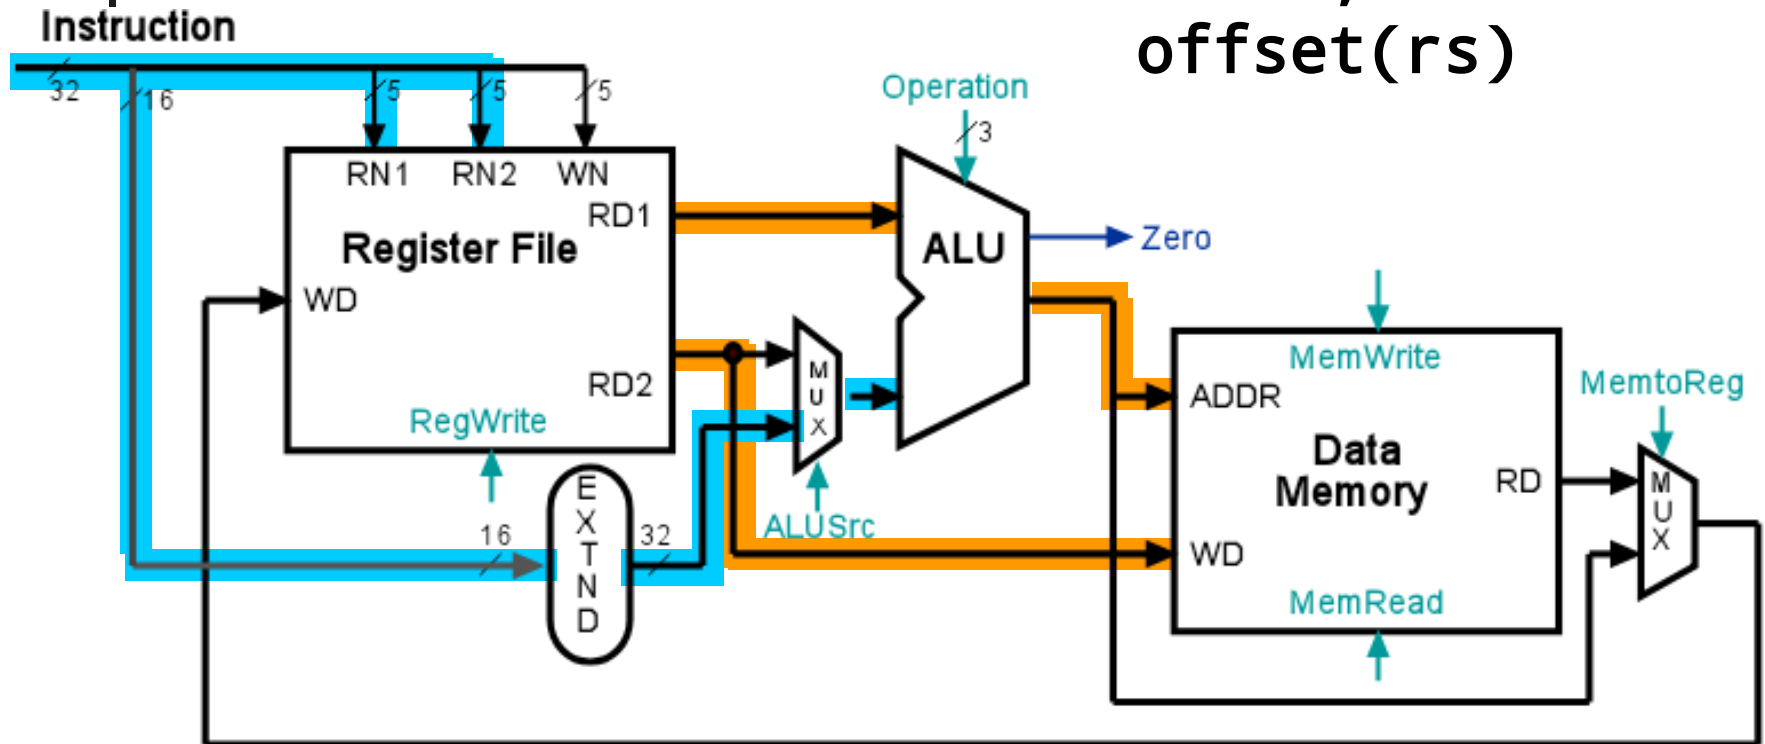 Instruction
offset(rs)
32
16
5
5
5
Operation
3
RN1 RN2 WN
RD1
Register File
WD
RD2
RegWrite
ALU
Zero
M
U
X
ALUSrc
E
X
T
N
D
16
32
MemWrite
ADDR
Data
Memory
RD
WD
MemRead
MemtoReg
M
U
X